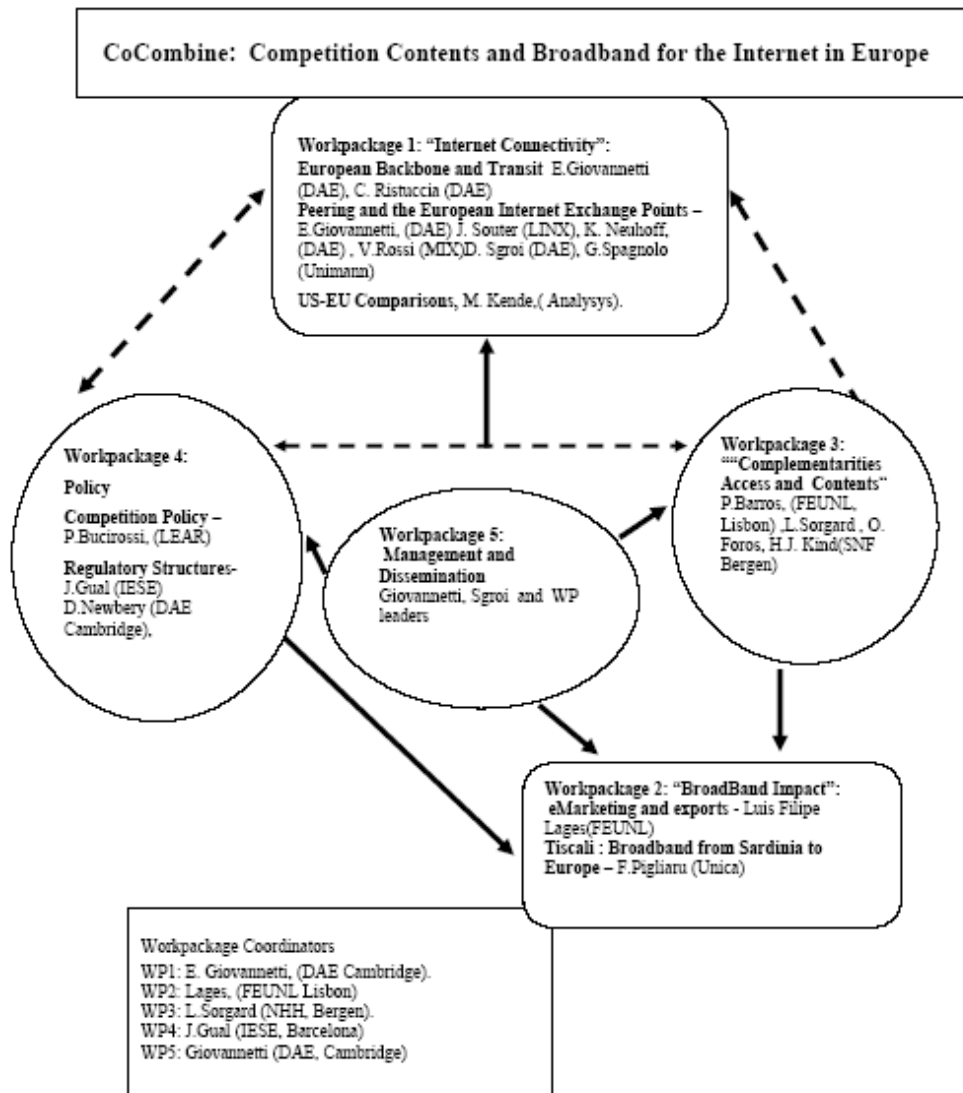 CoCombine: Competition Contents and Broadband for the Internet in Europe
Workpackage 1: “Internet Connectivity”:
European Backbone and Transit E.Giovannetti
(DAE), C. Ristuccia (DAE)
Peering and the European Internet Exchange Points –
E.Giovannetti, (DAE) J. Souter (LINX), K. Neuhoff,
(DAE) , V.Rossi (MIX)D. Sgroi (DAE), G.Spagnolo
(Unimann)
US-EU Comparisons, M. Kende,( Analysys).
Workpackage 4:
Policy
Competition Policy –
P.Bucirossi, (LEAR)
Regulatory Structures-
J.Gual (IESE)
D.Newbery (DAE
Cambridge),
Workpackage 5:
Management and
Dissemination
Giovannetti, Sgroi and WP
leaders
Workpackage 3:
““Complementarities
Access and Contents“
P.Barros, (FEUNL,
Lisbon) ,L.Sorgard , O.
Foros, H.J. Kind(SNF
Bergen)
Workpackage 2: “BroadBand Impact”:
eMarketing and exports - Luis Filipe
Lages(FEUNL)
Tiscali : Broadband from Sardinia to
Europe – F.Pigliaru (Unica)
Workpackage Coordinators
WP1: E. Giovannetti, (DAE Cambridge).
WP2: Lages, (FEUNL Lisbon)
WP3: L.Sorgard (NHH, Bergen).
WP4: J.Gual (IESE, Barcelona)
WP5: Giovannetti (DAE, Cambridge)